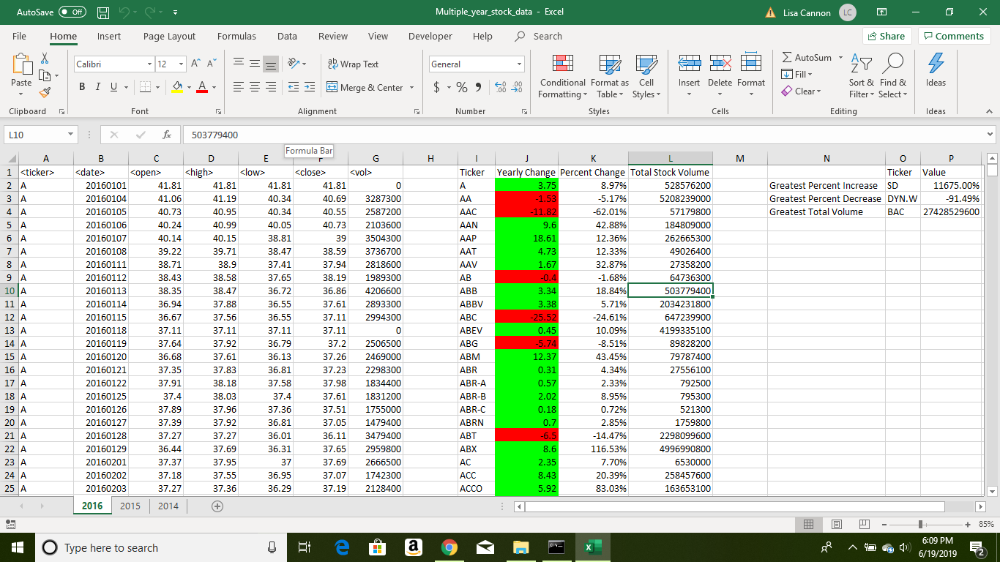 AutoSave Off Multiple_year_stock_data - Excel Lisa Cannon LC
File Home Insert Page Layout Formulas Data Review View Developer Help Search Share Comments
Calibri 12 A^ Aˇ ab Wrap Text General AutoSum
Paste B I U A Merge & Center $ % , Conditional Formatting Format as Table Cell Styles Insert Delete Format Fill Clear Sort & Filter Find & Select Ideas
Clipboard Font Alignment Number Styles Cells Editing Ideas
L10 fx 503779400
Formula Bar
A B C D E F G H I J K L M N O P
1 <ticker> <date> <open> <high> <low> <close> <vol> Ticker Yearly Change Percent Change Total Stock Volume Ticker Value
2 A 20160101 41.81 41.81 41.81 41.81 0 A 3.75 8.97% 528576200 Greatest Percent Increase SD 11675.00%
3 A 20160104 41.06 41.19 40.34 40.69 3287300 AA -1.53 -5.17% 5208239000 Greatest Percent Decrease DYN.W -91.49%
4 A 20160105 40.73 40.95 40.34 40.55 2587200 AAC -11.82 -62.01% 57179800 Greatest Total Volume BAC 27428529600
5 A 20160106 40.24 40.99 40.05 40.73 2103600 AAN 9.6 42.88% 184809000
6 A 20160107 40.14 40.15 38.81 39 3504300 AAP 18.61 12.36% 262665300
7 A 20160108 39.22 39.71 38.47 38.59 3736700 AAT 4.73 12.33% 49026400
8 A 20160111 38.71 38.9 37.41 37.94 2818600 AAV 1.67 32.87% 27358200
9 A 20160112 38.43 38.58 37.65 38.19 1989300 AB -0.4 -1.68% 64736300
10 A 20160113 38.35 38.47 36.72 36.86 4206600 ABB 3.34 18.84% 503779400
11 A 20160114 36.94 37.88 36.55 37.61 2893300 ABBV 3.38 5.71% 2034231800
12 A 20160115 36.67 37.56 36.55 37.11 2994300 ABC -25.52 -24.61% 647239900
13 A 20160118 37.11 37.11 37.11 37.11 0 ABEV 0.45 10.09% 4199335100
14 A 20160119 37.64 37.92 36.79 37.2 2506500 ABG -5.74 -8.51% 89828200
15 A 20160120 36.68 37.61 36.13 37.26 2469000 ABM 12.37 43.45% 79787400
16 A 20160121 37.35 37.83 36.81 37.23 2298300 ABR 0.31 4.34% 27556100
17 A 20160122 37.91 38.18 37.58 37.98 1834400 ABR-A 0.57 2.33% 792500
18 A 20160125 37.4 38.03 37.4 37.61 1831200 ABR-B 2.02 8.95% 795300
19 A 20160126 37.89 37.96 37.36 37.51 1755000 ABR-C 0.18 0.72% 521300
20 A 20160127 37.39 37.92 36.81 37.05 1479400 ABRN 0.7 2.85% 1759800
21 A 20160128 37.27 37.27 36.01 36.11 3479400 ABT -6.5 -14.47% 2298099600
22 A 20160129 36.44 37.69 36.31 37.65 2959800 ABX 8.6 116.53% 4996990800
23 A 20160201 37.37 37.95 37 37.69 2666500 AC 2.35 7.70% 6530000
24 A 20160202 37.18 37.55 36.95 37.07 1742300 ACC 8.43 20.39% 258457600
25 A 20160203 37.27 37.36 36.29 37.19 2128400 ACCO 5.92 83.03% 163653100
2016 2015 2014
85%
Type here to search 6:09 PM
6/19/2019 2